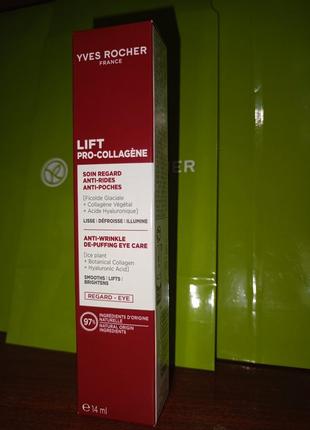 YVES ROCHER
FRANCE
LIFT
PRO-COLLAGÈNE
SOIN REGARD
ANTI-RIDES
ANTI-POCHES
[Ficoïde Glaciale
+ Collagène Végétal
+ Acide Hyaluronique]
LISSE | DÉFROISSE | ILLUMINE
ANTI-WRINKLE
DE-PUFFING EYE CARE
[Ice plant
+ Botanical Collagen
+ Hyaluronic Acid]
SMOOTHS | LIFTS |
BRIGHTENS
REGARD - EYE
97%
INGRÉDIENTS D'ORIGINE
NATURELLE
NATURAL ORIGIN
INGREDIENTS
℮ 14 ml
YR
ROCHER